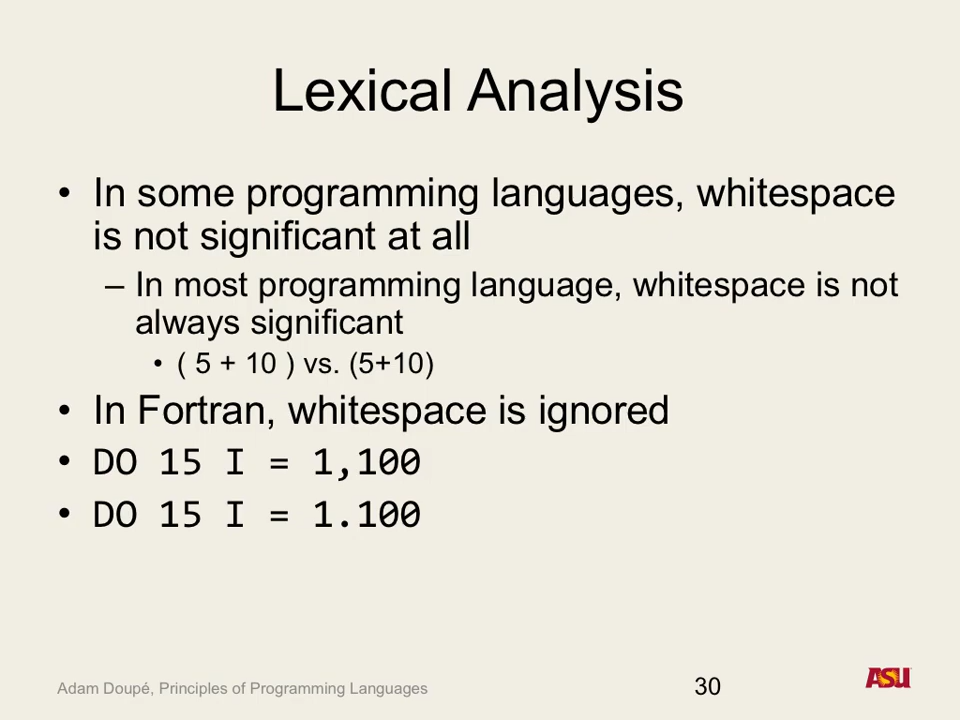 Lexical Analysis
• In some programming languages, whitespace
is not significant at all
– In most programming language, whitespace is not
always significant
• ( 5 + 10 ) vs. (5+10)
• In Fortran, whitespace is ignored
• DO 15 I = 1,100
• DO 15 I = 1.100
Adam Doupé, Principles of Programming Languages
30
ASU